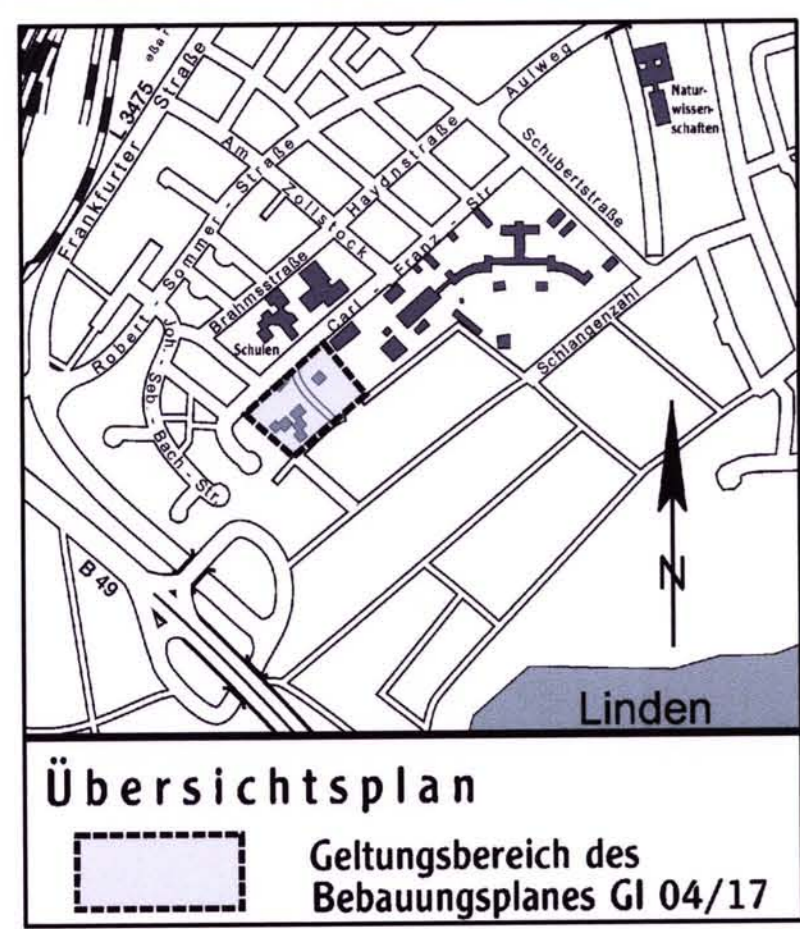 L 3475
Frankfurter Straße
Am Zollstock
Robert - Sommer - Straße
Haydnstraße
Brahmsstraße
Aulweg
Schubertstraße
Natur-
wissen-
schaften
Carl - Franz - Str.
Schulen
Schlangenzahl
Joh. - Seb. - Bach - Str.
B 49
N
Linden
Übersichtsplan
Geltungsbereich des
Bebauungsplanes GI 04/17